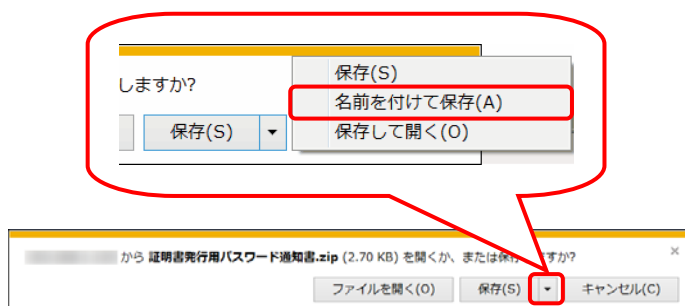 しますか?
保存(S)
保存(S)
名前を付けて保存(A)
保存して開く(O)
から 証明書発行用パスワード通知書.zip (2.70 KB) を開くか、または保存しますか?
×
ファイルを開く(O) 保存(S) キャンセル(C)